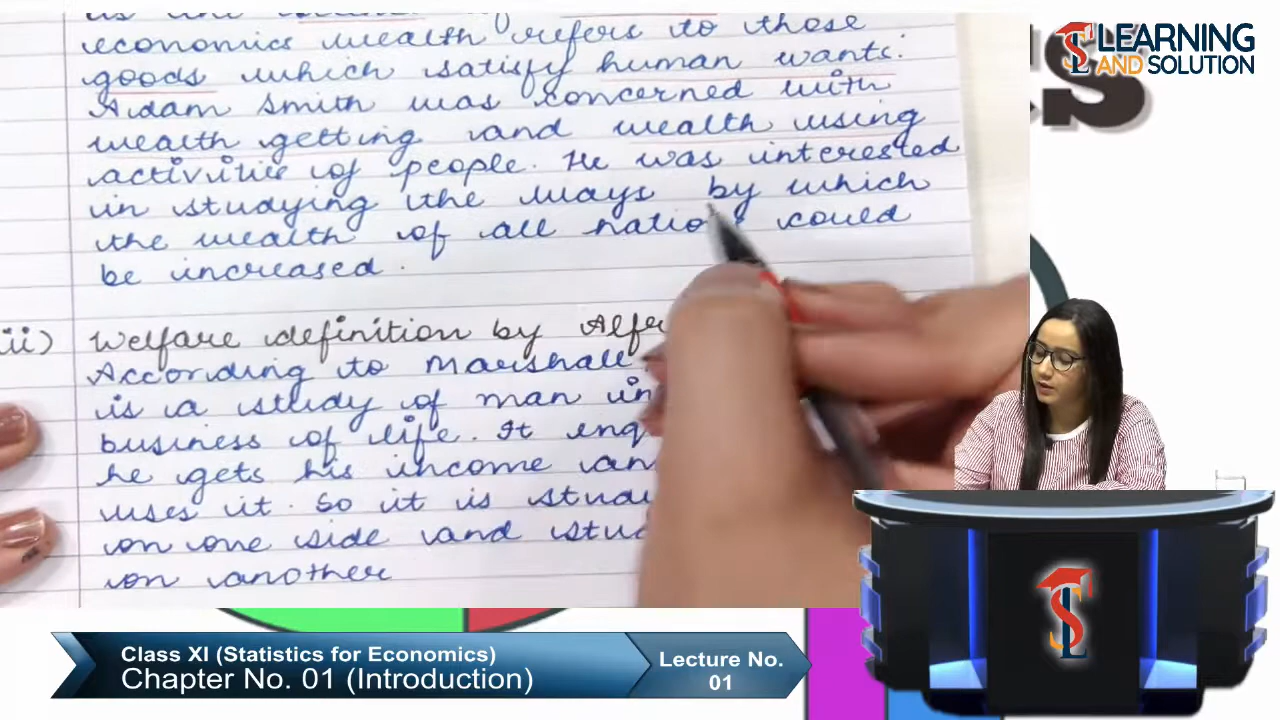 economics wealth refers to those
goods which satisfy human wants.
Adam Smith was concerned with
wealth getting and wealth using
activities of people. He was interested
in studying the ways by which
the wealth of all nations could
be increased.
ii) Welfare definition by Alfr
According to Marshall
is a study of man in
business of life. It enq
he gets his income an
uses it. So it is stud
on one side and stud
on another
LEARNING
AND SOLUTION
CS
Class XI (Statistics for Economics)
Chapter No. 01 (Introduction)
Lecture No.
01